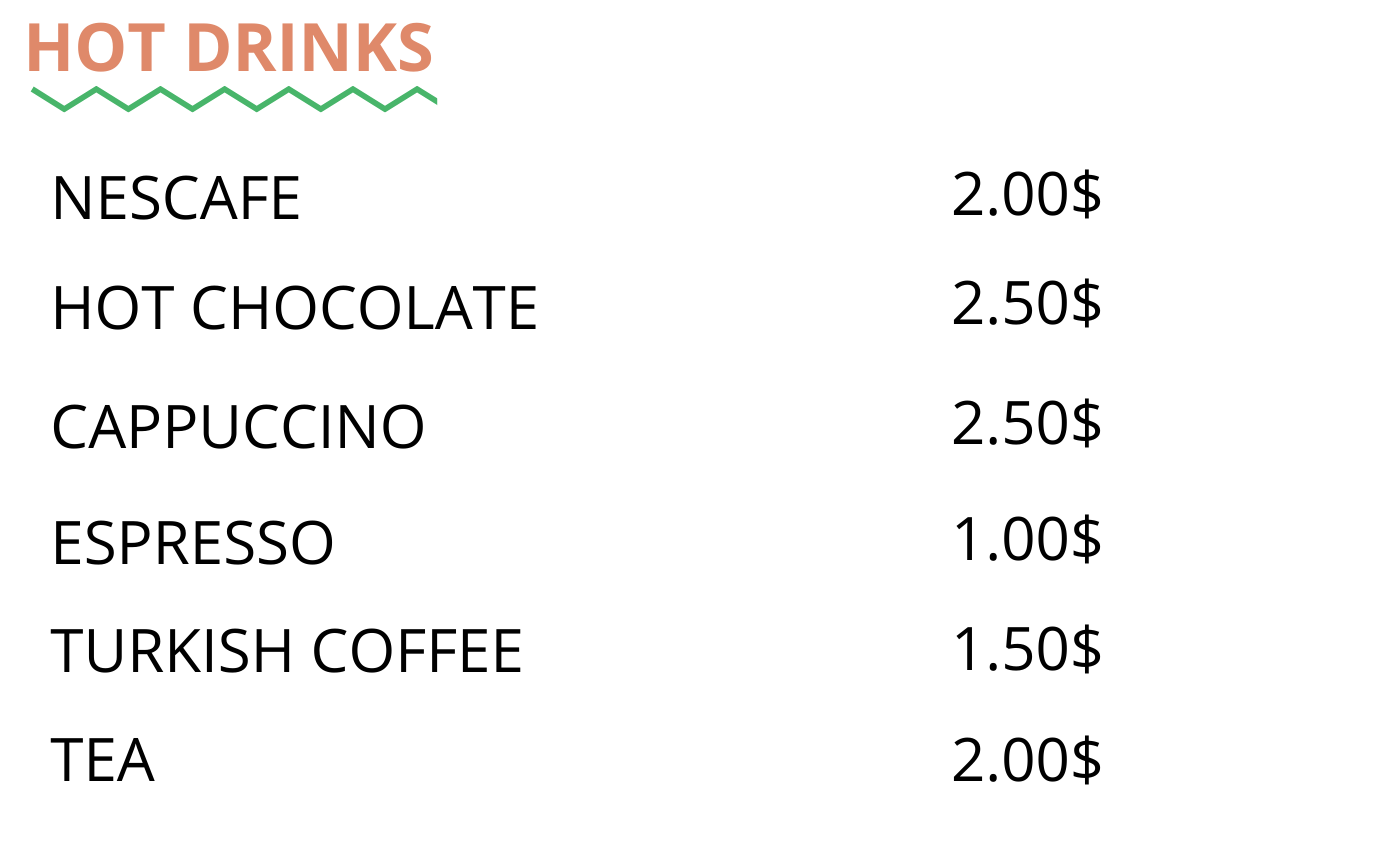 HOT DRINKS
NESCAFE 2.00$
HOT CHOCOLATE 2.50$
CAPPUCCINO 2.50$
ESPRESSO 1.00$
TURKISH COFFEE 1.50$
TEA 2.00$